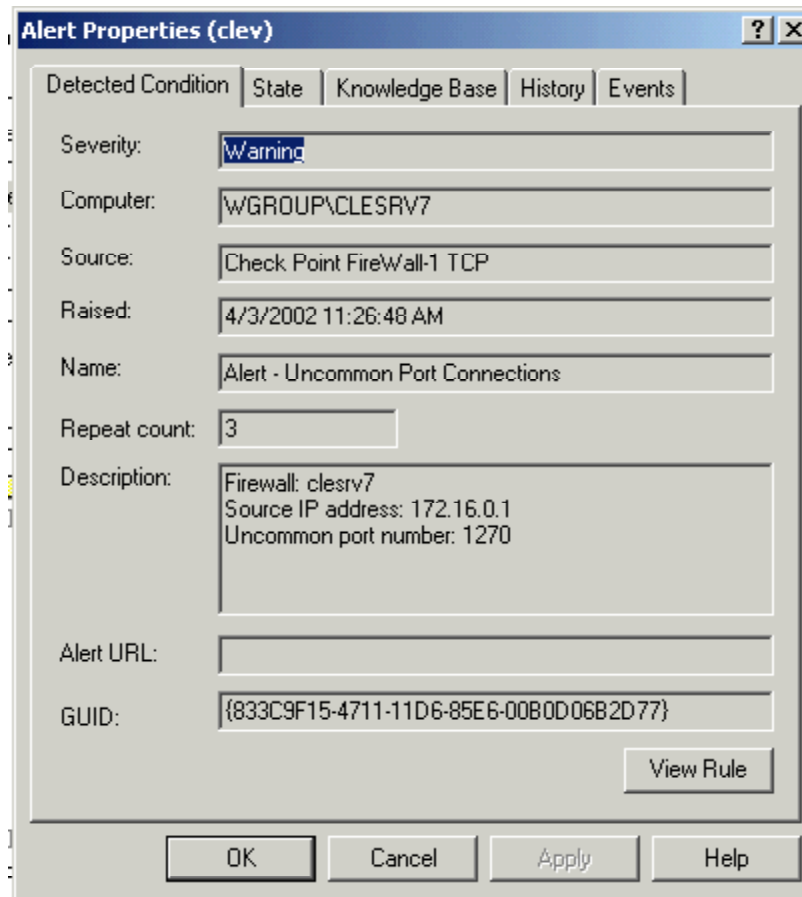 Alert Properties (clev)
Detected Condition State Knowledge Base History Events
Severity: Warning
Computer: WGROUP\CLESRV7
Source: Check Point FireWall-1 TCP
Raised: 4/3/2002 11:26:48 AM
Name: Alert - Uncommon Port Connections
Repeat count: 3
Description: Firewall: clesrv7
Source IP address: 172.16.0.1
Uncommon port number: 1270
Alert URL:
GUID: {833C9F15-4711-11D6-85E6-00B0D06B2D77}
View Rule
OK Cancel Apply Help